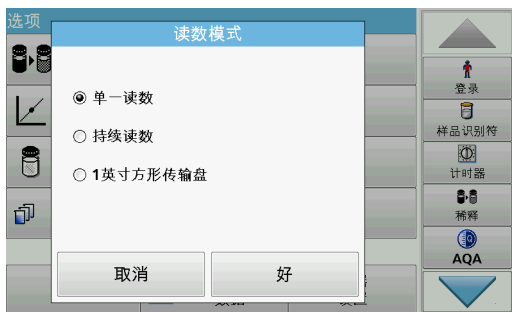 选项
读数模式
单一读数
持续读数
1英寸方形传输盘
取消
好
登录
样品识别符
计时器
稀释
AQA